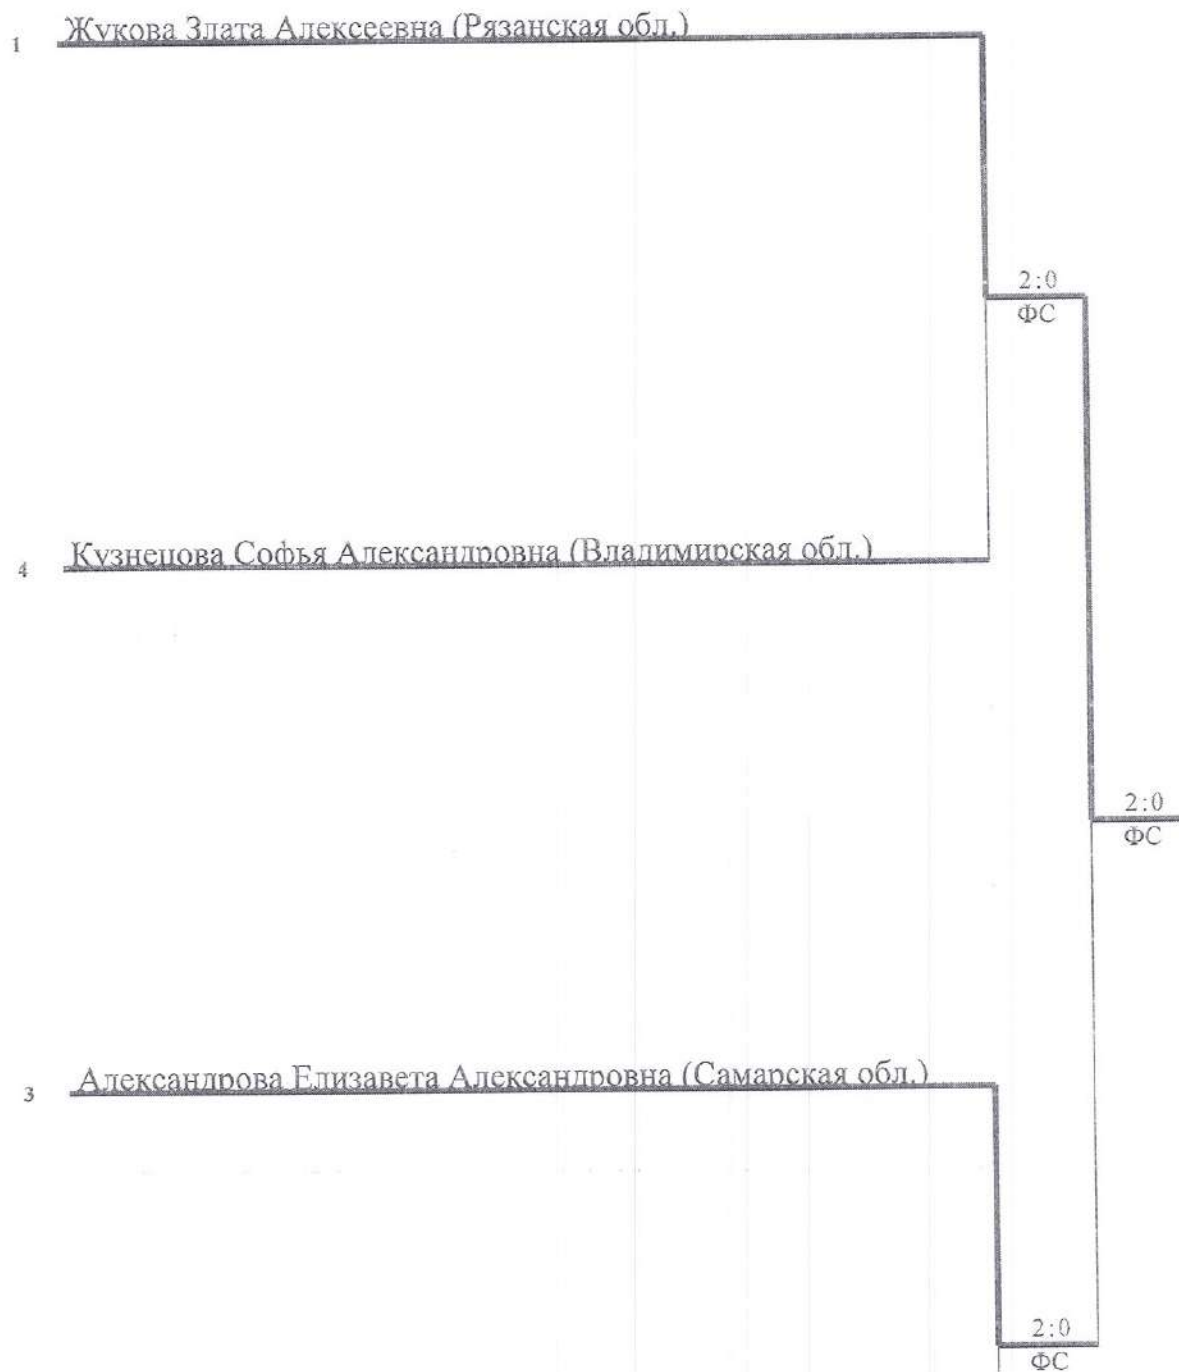 1 Жукова Злата Алексеевна (Рязанская обл.)
2:0
ФС
4 Кузнецова Софья Александровна (Владимирская обл.)
2:0
ФС
3 Александрова Елизавета Александровна (Самарская обл.)
2:0
ФС